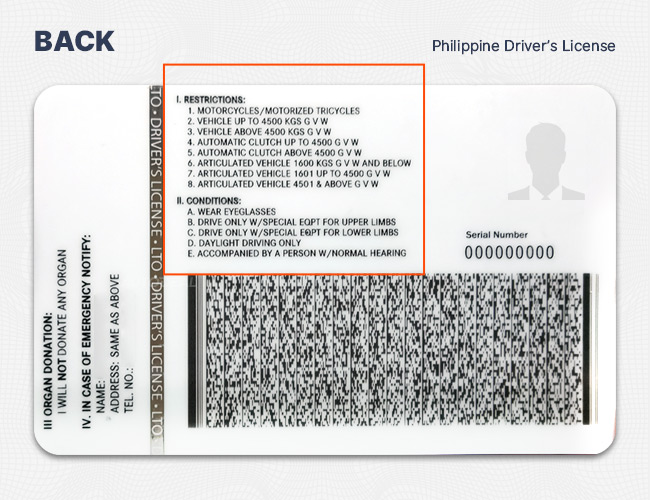 BACK
Philippine Driver's License
I. RESTRICTIONS:
1. MOTORCYCLES/MOTORIZED TRICYCLES
2. VEHICLE UP TO 4500 KGS G V W
3. VEHICLE ABOVE 4500 KGS G V W
4. AUTOMATIC CLUTCH UP TO 4500 G V W
5. AUTOMATIC CLUTCH ABOVE 4500 G V W
6. ARTICULATED VEHICLE 1600 KGS G V W AND BELOW
7. ARTICULATED VEHICLE 1601 UP TO 4500 G V W
8. ARTICULATED VEHICLE 4501 & ABOVE G V W
II. CONDITIONS:
A. WEAR EYEGLASSES
B. DRIVE ONLY W/SPECIAL EQPT FOR UPPER LIMBS
C. DRIVE ONLY W/SPECIAL EQPT FOR LOWER LIMBS
D. DAYLIGHT DRIVING ONLY
E. ACCOMPANIED BY A PERSON W/NORMAL HEARING
Serial Number
000000000
LTO • DRIVER'S LICENSE • LTO • DRIVER'S LICENSE • LTO
III ORGAN DONATION:
I WILL NOT DONATE ANY ORGAN
IV. IN CASE OF EMERGENCY NOTIFY:
NAME:
ADDRESS: SAME AS ABOVE
TEL. NO.: